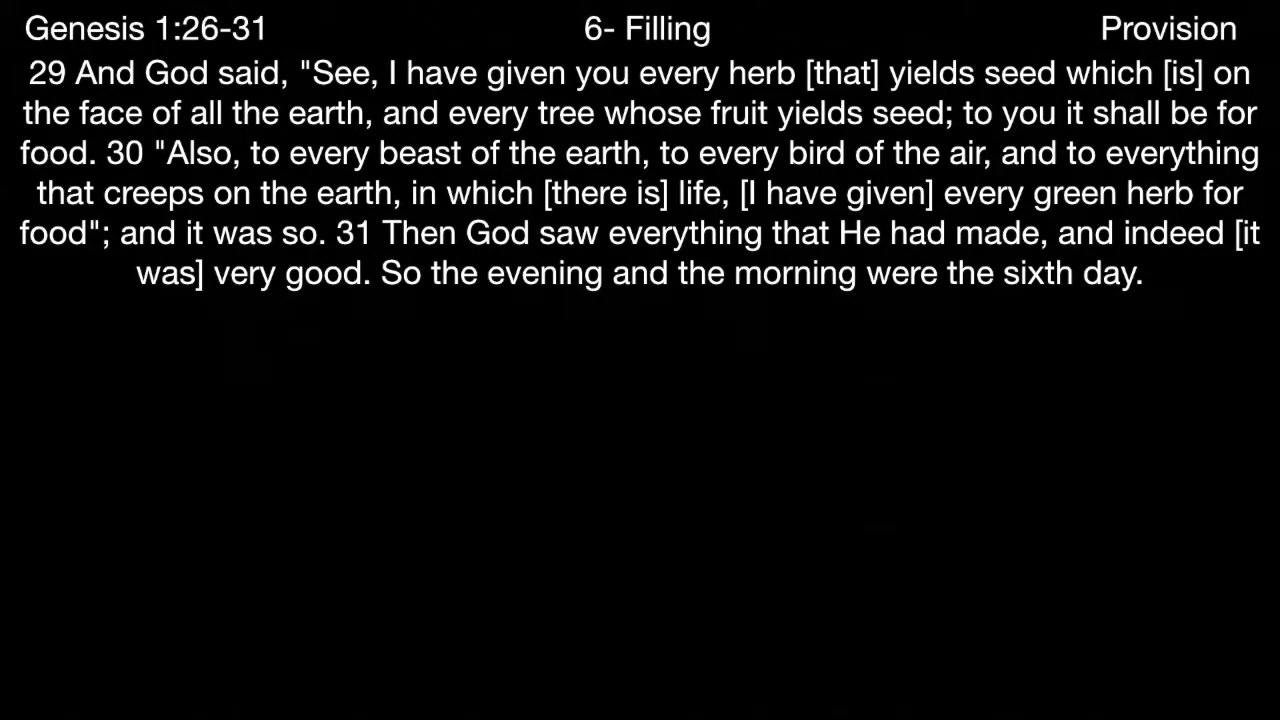 Genesis 1:26-31 6- Filling Provision
29 And God said, "See, I have given you every herb [that] yields seed which [is] on
the face of all the earth, and every tree whose fruit yields seed; to you it shall be for
food. 30 "Also, to every beast of the earth, to every bird of the air, and to everything
that creeps on the earth, in which [there is] life, [I have given] every green herb for
food"; and it was so. 31 Then God saw everything that He had made, and indeed [it
was] very good. So the evening and the morning were the sixth day.